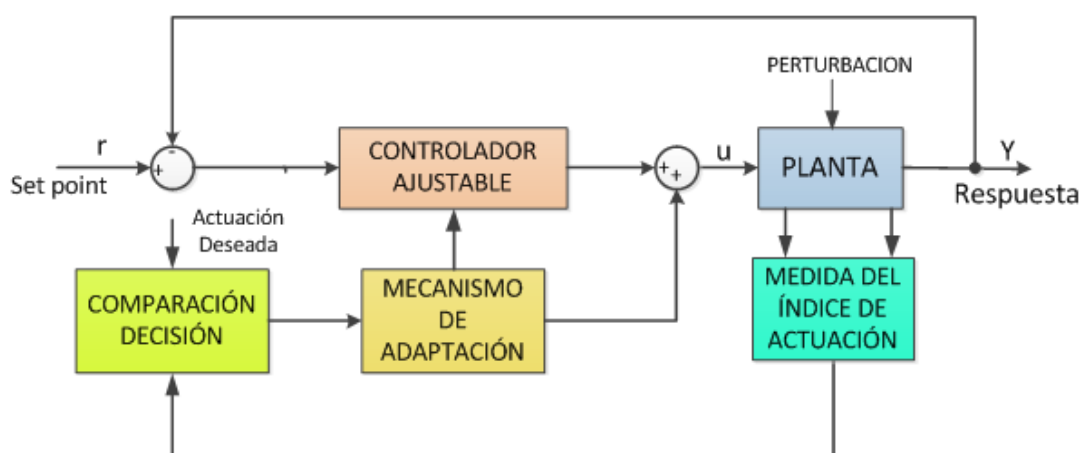 PERTURBACION
r
-
+
Set point
CONTROLADOR
AJUSTABLE
+
+
u
PLANTA
Y
Respuesta
Actuación
Deseada
COMPARACIÓN
DECISIÓN
MECANISMO
DE
ADAPTACIÓN
MEDIDA DEL
ÍNDICE DE
ACTUACIÓN